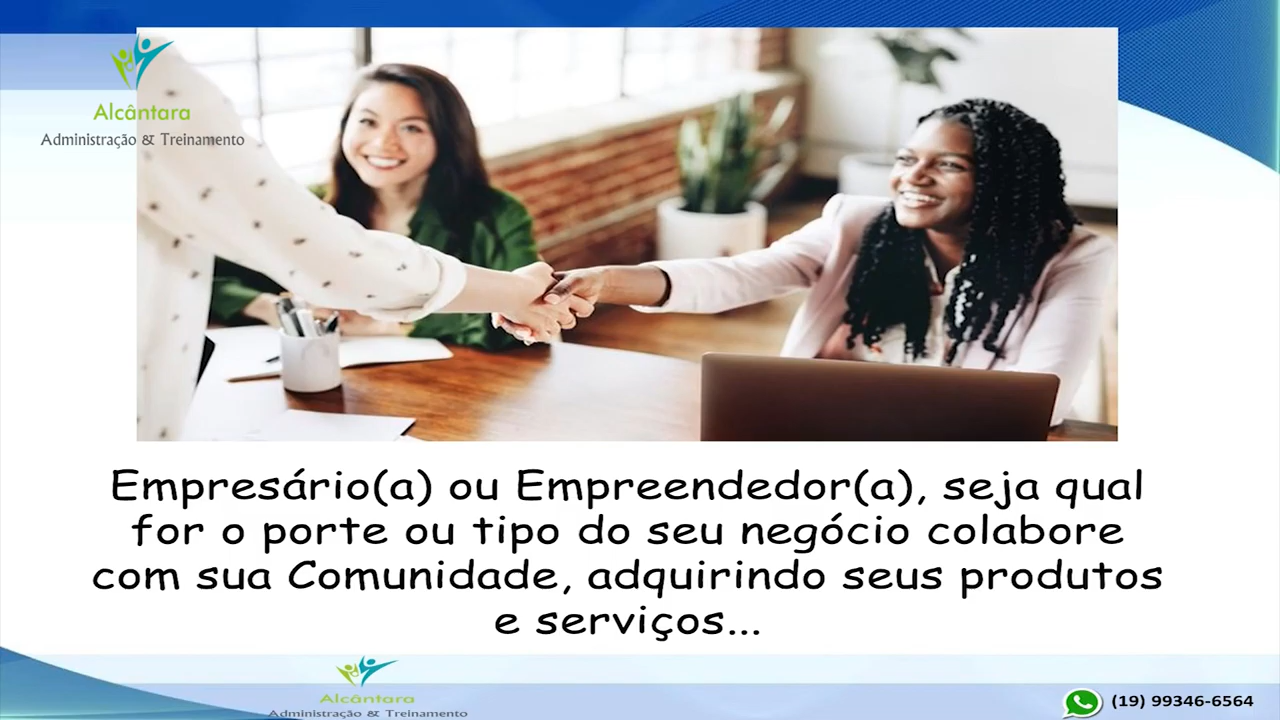 Alcântara
Administração & Treinamento
Empresário(a) ou Empreendedor(a), seja qual
for o porte ou tipo do seu negócio colabore
com sua Comunidade, adquirindo seus produtos
e serviços...
Alcântara
Administração & Treinamento
(19) 99346-6564